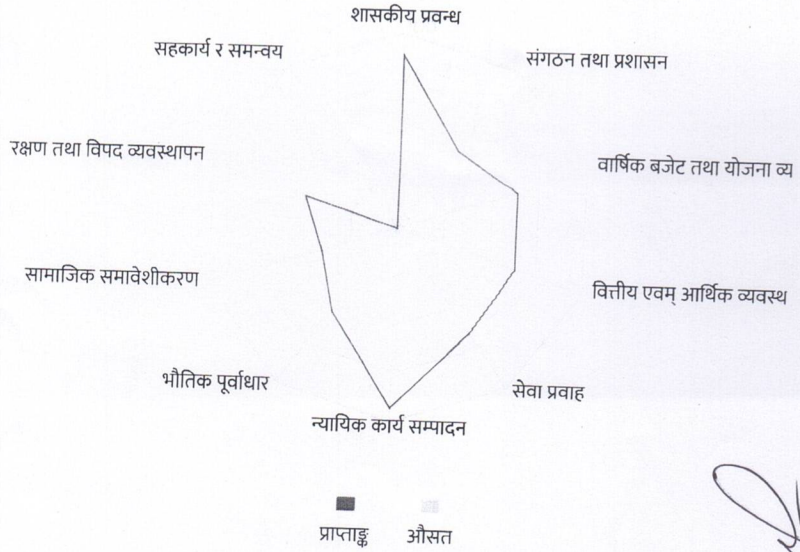 शासकीय प्रवन्ध
सहकार्य र समन्वय
संगठन तथा प्रशासन
रक्षण तथा विपद व्यवस्थापन
वार्षिक बजेट तथा योजना व्य
सामाजिक समावेशीकरण
वित्तीय एवम् आर्थिक व्यवस्थ
भौतिक पूर्वाधार
सेवा प्रवाह
न्यायिक कार्य सम्पादन
प्राप्ताङ्क औसत